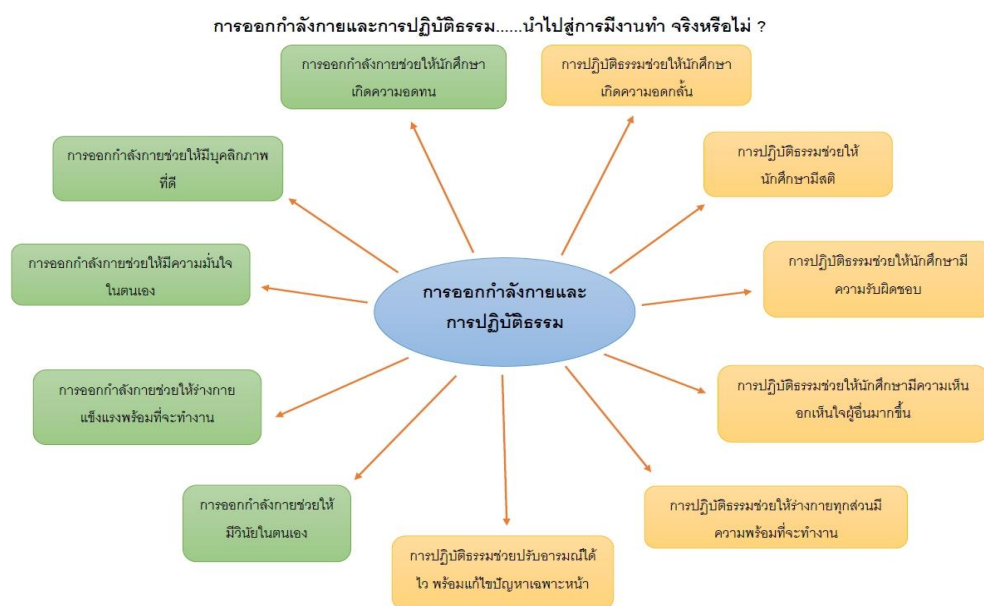 การออกกำลังกายและการปฏิบัติธรรม......นำไปสู่การมีงานทำ จริงหรือไม่ ?
การออกกำลังกายช่วยให้นักศึกษา
เกิดความอดทน
การปฏิบัติธรรมช่วยให้นักศึกษา
เกิดความอดกลั้น
การออกกำลังกายช่วยให้มีบุคลิกภาพ
ที่ดี
การปฏิบัติธรรมช่วยให้
นักศึกษามีสติ
การออกกำลังกายช่วยให้มีความมั่นใจ
ในตนเอง
การปฏิบัติธรรมช่วยให้นักศึกษามี
ความรับผิดชอบ
การออกกำลังกายและ
การปฏิบัติธรรม
การออกกำลังกายช่วยให้ร่างกาย
แข็งแรงพร้อมที่จะทำงาน
การปฏิบัติธรรมช่วยให้นักศึกษามีความเห็น
อกเห็นใจผู้อื่นมากขึ้น
การออกกำลังกายช่วยให้
มีวินัยในตนเอง
การปฏิบัติธรรมช่วยให้ร่างกายทุกส่วนมี
ความพร้อมที่จะทำงาน
การปฏิบัติธรรมช่วยปรับอารมณ์ได้
ไว พร้อมแก้ไขปัญหาเฉพาะหน้า